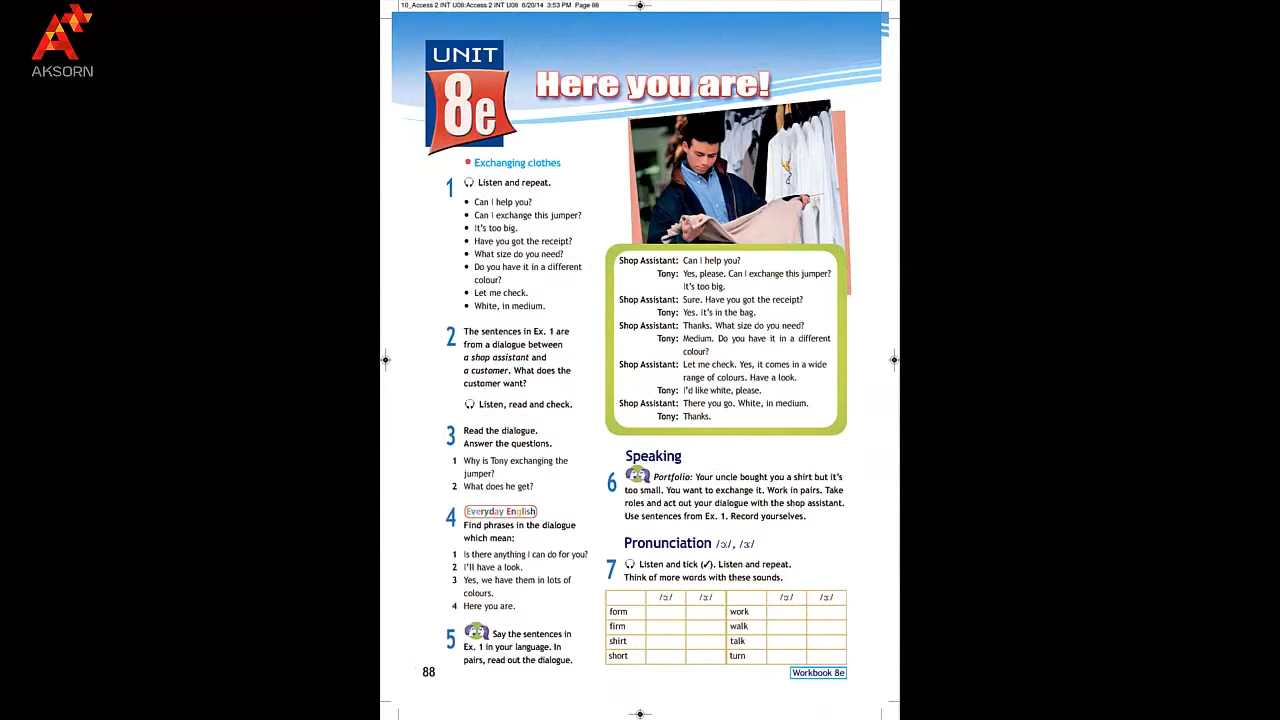 10_Access 2 INT U08:Access 2 INT U08 6/20/14 3:53 PM Page 88
AKSORN
UNIT
8e
Here you are!
• Exchanging clothes
1 Listen and repeat.
• Can I help you?
• Can I exchange this jumper?
• It's too big.
• Have you got the receipt?
• What size do you need?
• Do you have it in a different
colour?
• Let me check.
• White, in medium.
2 The sentences in Ex. 1 are
from a dialogue between
a shop assistant and
a customer. What does the
customer want?
Listen, read and check.
3 Read the dialogue.
Answer the questions.
1 Why is Tony exchanging the
jumper?
2 What does he get?
4 Everyday English
Find phrases in the dialogue
which mean:
1 Is there anything I can do for you?
2 I'll have a look.
3 Yes, we have them in lots of
colours.
4 Here you are.
5 Say the sentences in
Ex. 1 in your language. In
pairs, read out the dialogue.
88
Shop Assistant: Can I help you?
Tony: Yes, please. Can I exchange this jumper?
It's too big.
Shop Assistant: Sure. Have you got the receipt?
Tony: Yes. It's in the bag.
Shop Assistant: Thanks. What size do you need?
Tony: Medium. Do you have it in a different
colour?
Shop Assistant: Let me check. Yes, it comes in a wide
range of colours. Have a look.
Tony: I'd like white, please.
Shop Assistant: There you go. White, in medium.
Tony: Thanks.
Speaking
6 Portfolio: Your uncle bought you a shirt but it's
too small. You want to exchange it. Work in pairs. Take
roles and act out your dialogue with the shop assistant.
Use sentences from Ex. 1. Record yourselves.
Pronunciation /ɔː/, /ɜː/
7 Listen and tick (✓). Listen and repeat.
Think of more words with these sounds.
/ɔː/ /ɜː/ /ɔː/ /ɜː/
form work
firm walk
shirt talk
short turn
Workbook 8e